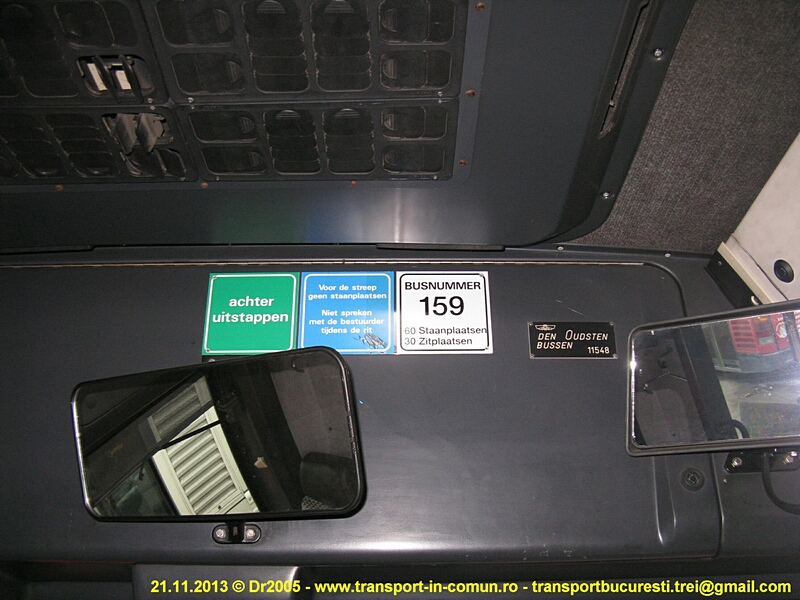 achter
uitstappen
Voor de streep
geen staanplaatsen
Niet spreken
met de bestuurder
tijdens de rit
BUSNUMMER
159
60 Staanplaatsen
30 Zitplaatsen
DEN OUDSTEN
BUSSEN 11548
21.11.2013 © Dr2005 - www.transport-in-comun.ro - transportbucuresti.trei@gmail.com